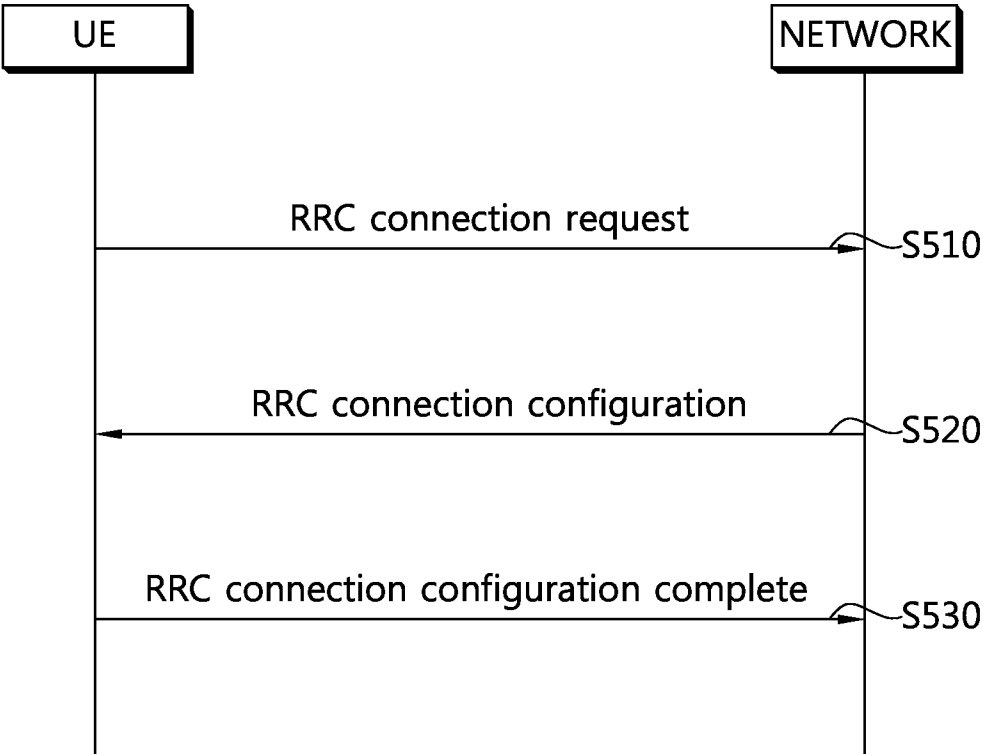 UE
NETWORK
RRC connection request
S510
RRC connection configuration
S520
RRC connection configuration complete
S530